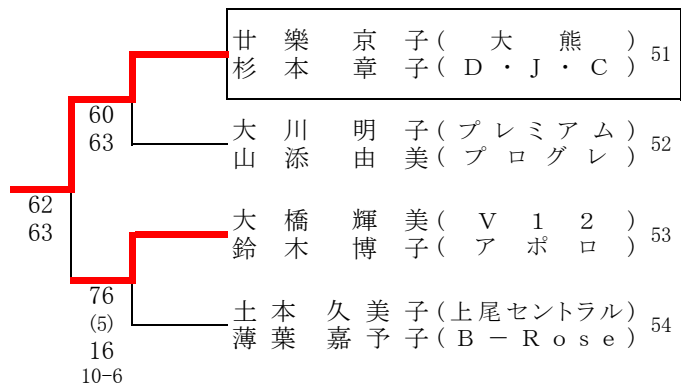 廿樂 京子(大熊) 51
杉本 章子(D・J・C)
60
63
大川 明子(プレミアム) 52
山添 由美(プログレ)
62
63
大橋 輝美(V12) 53
鈴木 博子(アポロ)
76
(5)
16
10-6
土本 久美子(上尾セントラル) 54
薄葉 嘉予子(B－Rose)